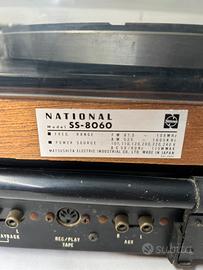 NATIONAL
Model SS-8060
FREQ. RANGE FM 87.5 - 108MHz
AM 525 - 1605KHz
POWER SOURCE
MATSUSHITA ELECTRIC INDUSTRIAL CO. LTD. MADE IN JAPAN
L
PLAYBACK
REC/PLAY
TAPE
R
AUX
Subito